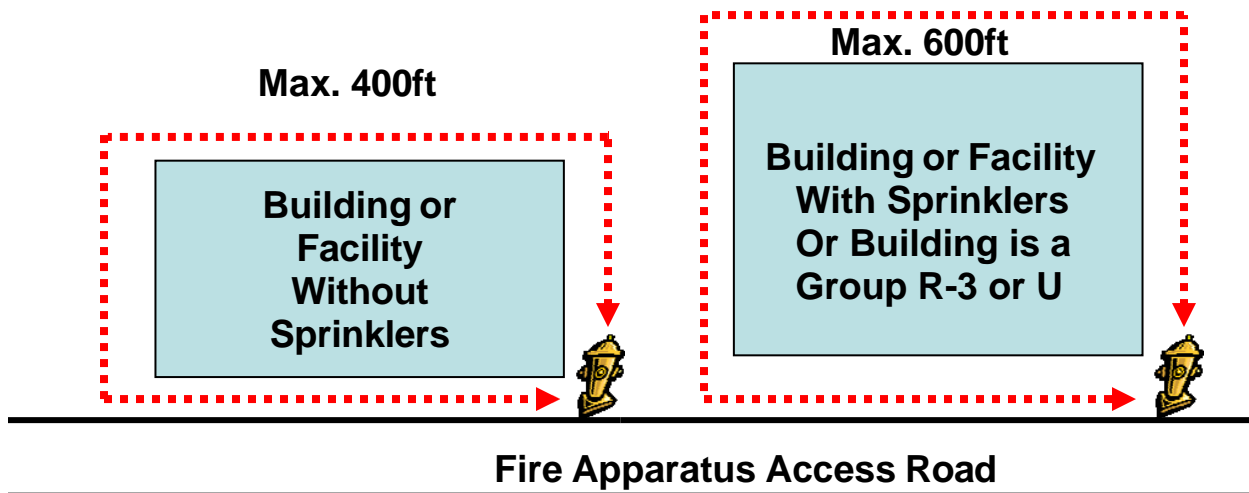 Max. 400ft
Building or
Facility
Without
Sprinklers
Max. 600ft
Building or Facility
With Sprinklers
Or Building is a
Group R-3 or U
Fire Apparatus Access Road